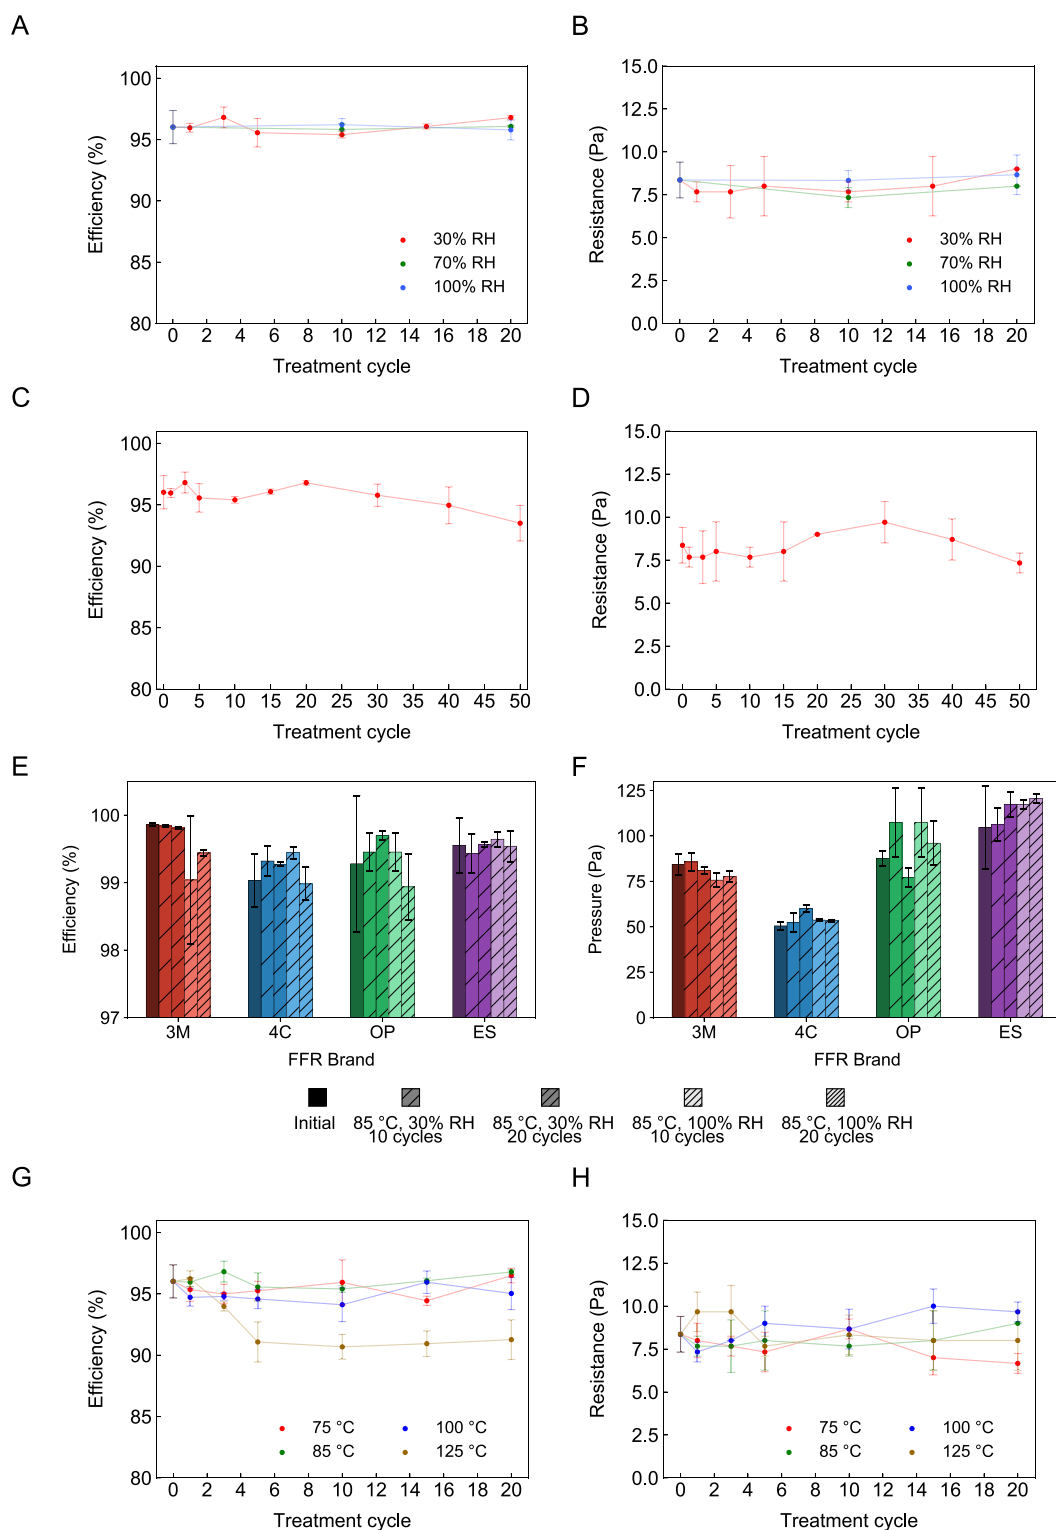 A
B
100
95
90
85
80
Efficiency (%)
30% RH
70% RH
100% RH
0 2 4 6 8 10 12 14 16 18 20
Treatment cycle
15.0
12.5
10.0
7.5
5.0
2.5
0.0
Resistance (Pa)
30% RH
70% RH
100% RH
0 2 4 6 8 10 12 14 16 18 20
Treatment cycle
C
D
100
95
90
85
80
Efficiency (%)
0 5 10 15 20 25 30 35 40 45 50
Treatment cycle
15.0
12.5
10.0
7.5
5.0
2.5
0.0
Resistance (Pa)
0 5 10 15 20 25 30 35 40 45 50
Treatment cycle
E
F
100
99
98
97
Efficiency (%)
3M 4C OP ES
FFR Brand
125
100
75
50
25
0
Pressure (Pa)
3M 4C OP ES
FFR Brand
Initial
85 °C, 30% RH
10 cycles
85 °C, 30% RH
20 cycles
85 °C, 100% RH
10 cycles
85 °C, 100% RH
20 cycles
G
H
100
95
90
85
80
Efficiency (%)
75 °C 100 °C
85 °C 125 °C
0 2 4 6 8 10 12 14 16 18 20
Treatment cycle
15.0
12.5
10.0
7.5
5.0
2.5
0.0
Resistance (Pa)
75 °C 100 °C
85 °C 125 °C
0 2 4 6 8 10 12 14 16 18 20
Treatment cycle